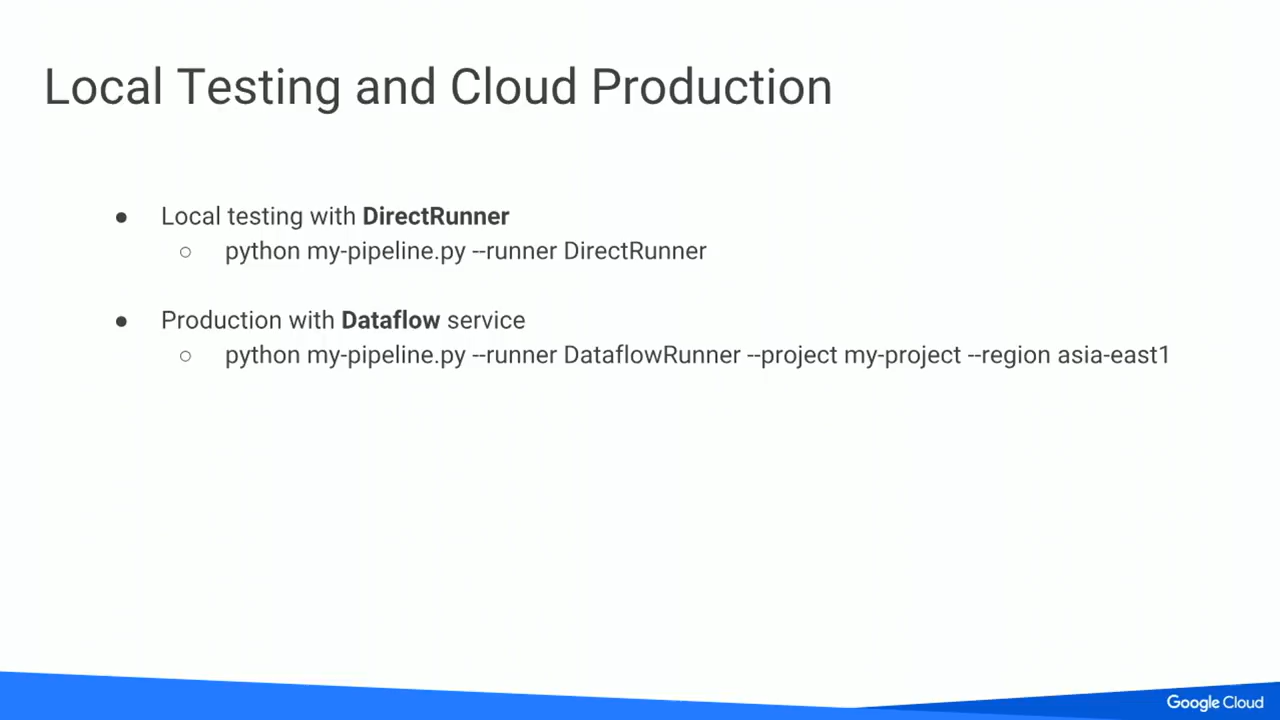 Local Testing and Cloud Production
● Local testing with DirectRunner
○ python my-pipeline.py --runner DirectRunner
● Production with Dataflow service
○ python my-pipeline.py --runner DataflowRunner --project my-project --region asia-east1
Google Cloud